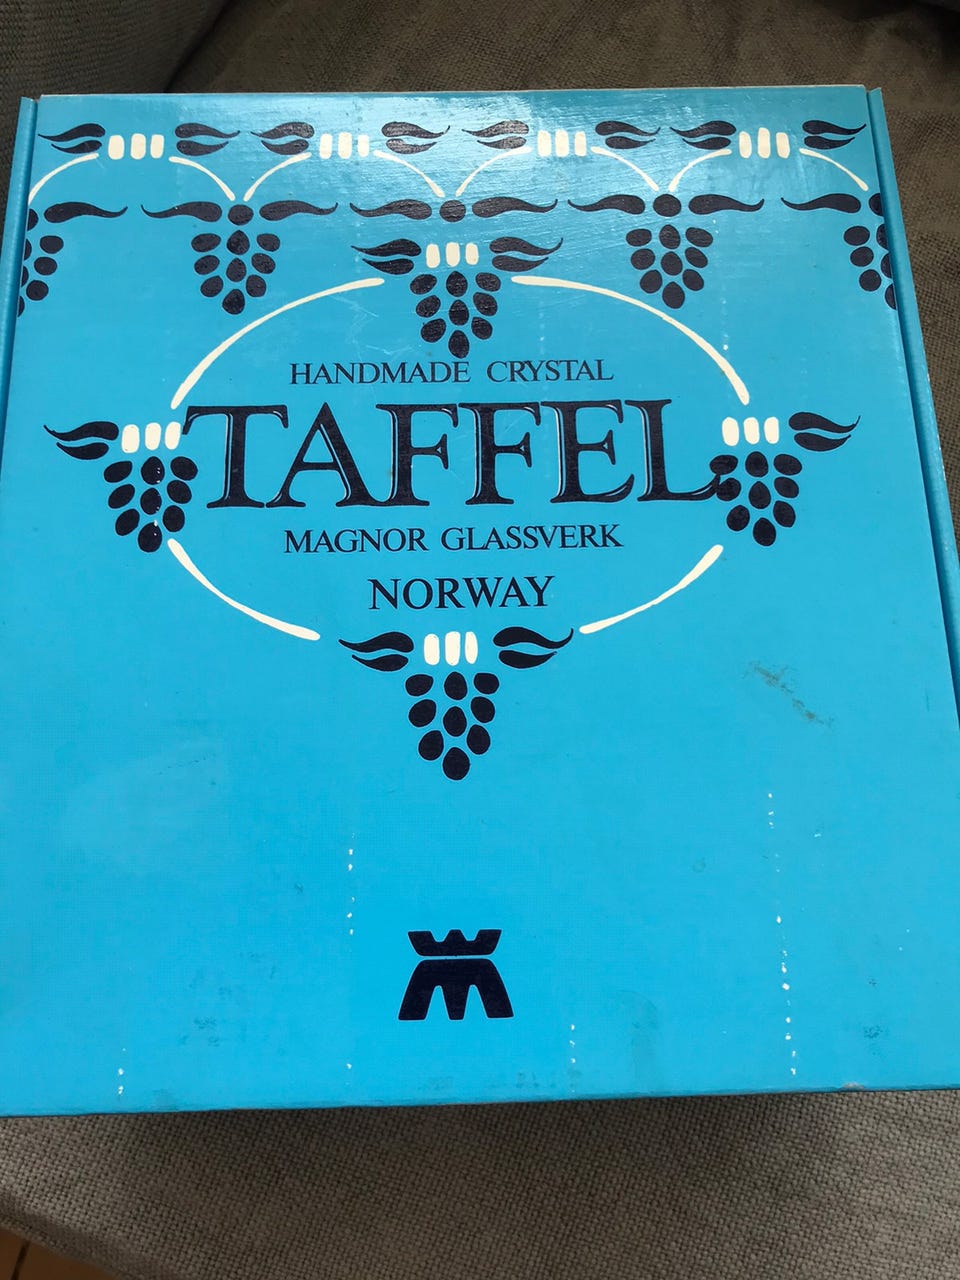 HANDMADE CRYSTAL
TAFFEL
MAGNOR GLASSVERK
NORWAY